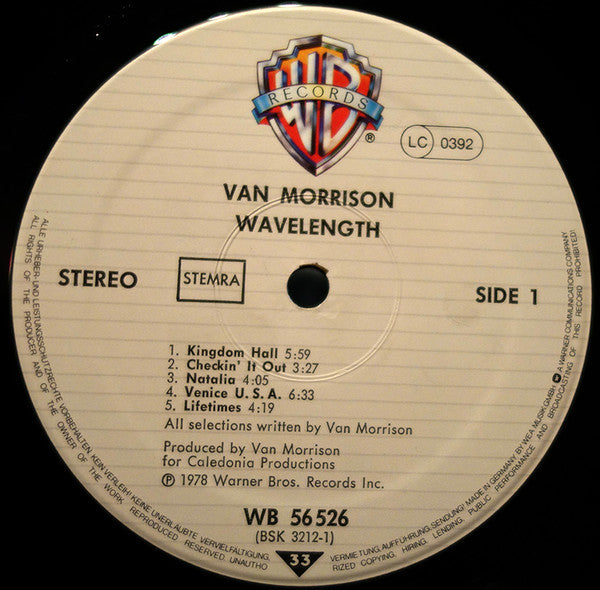 WB
RECORDS
®
LC 0392
VAN MORRISON
WAVELENGTH
STEREO
STEMRA
SIDE 1
1. Kingdom Hall 5:59
2. Checkin' It Out 3:27
3. Natalia 4:05
4. Venice U. S. A. 6:33
5. Lifetimes 4:19
All selections written by Van Morrison
Produced by Van Morrison
for Caledonia Productions
℗ 1978 Warner Bros. Records Inc.
WB 56 526
(BSK 3212-1)
33
ALLE URHEBER- UND LEISTUNGSSCHUTZRECHTE VORBEHALTEN. KEIN VERLEIH! KEINE UNERLAUBTE VERVIELFÄLTIGUNG, VERMIETUNG, AUFFÜHRUNG, SENDUNG! MADE IN GERMANY BY WEA MUSIK GMBH A WARNER COMMUNICATIONS COMPANY
ALL RIGHTS OF THE PRODUCER AND OF THE OWNER OF THE WORK REPRODUCED RESERVED. UNAUTHORIZED COPYING, HIRING, LENDING, PUBLIC PERFORMANCE AND BROADCASTING OF THIS RECORD PROHIBITED!